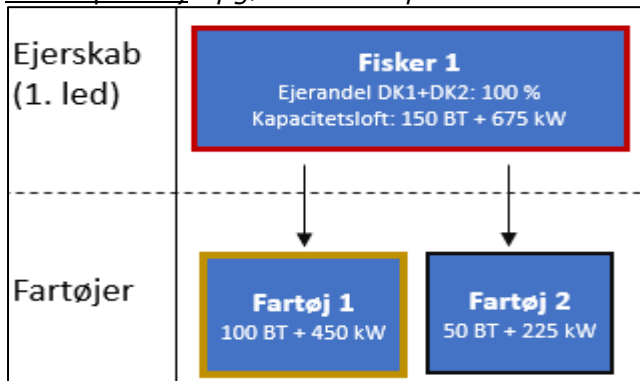 Ejerskab
(1. led)
Fisker 1
Ejerandel DK1+DK2: 100 %
Kapacitetsloft: 150 BT + 675 kW
Fartøjer
Fartøj 1
100 BT + 450 kW
Fartøj 2
50 BT + 225 kW